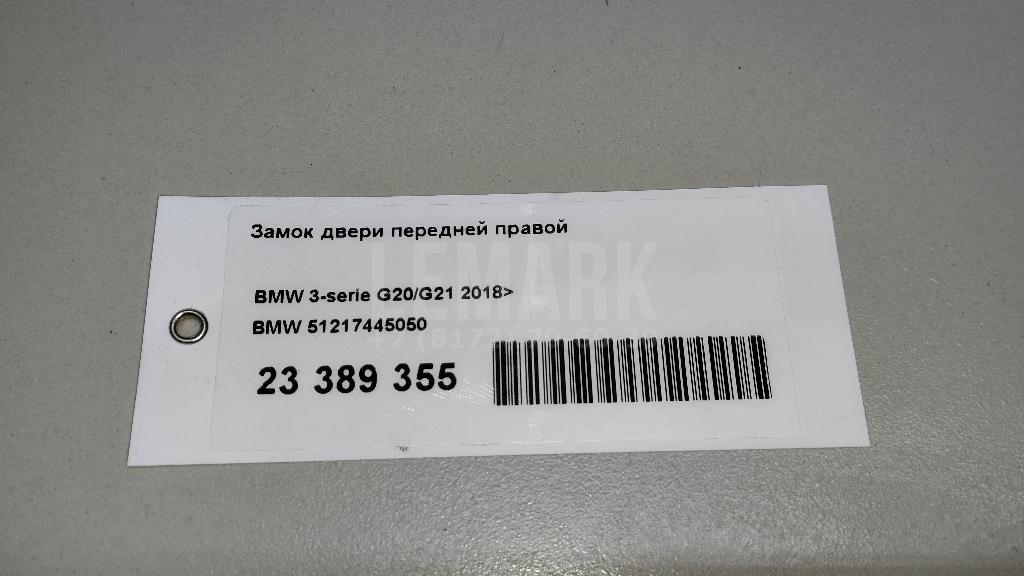 Замок двери передней правой
LEMARK
BMW 3-serie G20/G21 2018>
BMW 51217445050
23 389 355